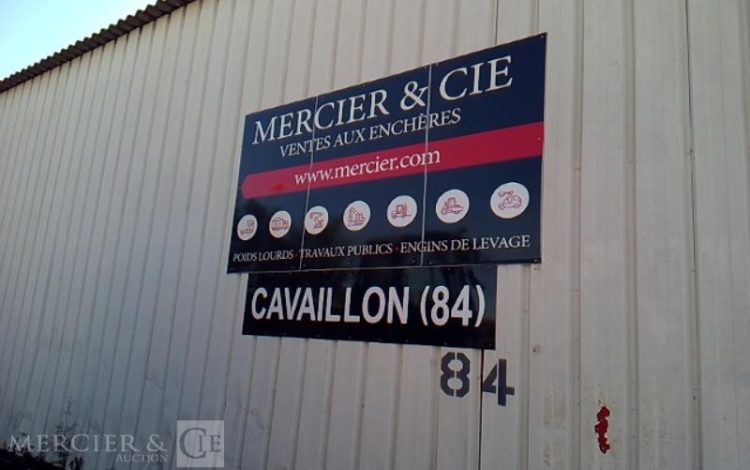 MERCIER & CIE
VENTES AUX ENCHÈRES
www.mercier.com
POIDS LOURDS · TRAVAUX PUBLICS · ENGINS DE LEVAGE
CAVAILLON (84)
84
MERCIER & CIE
AUCTION